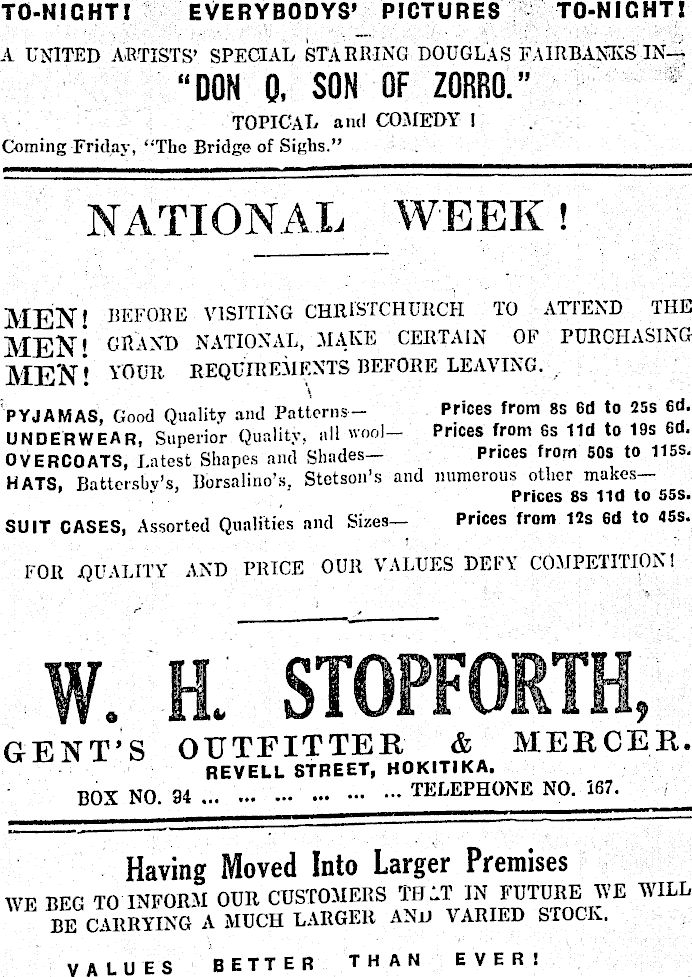 TO-NIGHT! EVERYBODYS' PICTURES TO-NIGHT!
A UNITED ARTISTS' SPECIAL STARRING DOUGLAS FAIRBANKS IN—
"DON Q, SON OF ZORRO."
TOPICAL and COMEDY !
Coming Friday, "The Bridge of Sighs."
NATIONAL WEEK!
MEN! BEFORE VISITING CHRISTCHURCH TO ATTEND THE
MEN! GRAND NATIONAL, MAKE CERTAIN OF PURCHASING
MEN! YOUR REQUIREMENTS BEFORE LEAVING.
PYJAMAS, Good Quality and Patterns— Prices from 8s 6d to 25s 6d.
UNDERWEAR, Superior Quality, all wool— Prices from 6s 11d to 19s 6d.
OVERCOATS, Latest Shapes and Shades— Prices from 50s to 115s.
HATS, Battersby's, Borsalino's, Stetson's and numerous other makes—
Prices 8s 11d to 55s.
SUIT CASES, Assorted Qualities and Sizes— Prices from 12s 6d to 45s.
FOR QUALITY AND PRICE OUR VALUES DEFY COMPETITION!
W. H. STOPFORTH,
GENT'S OUTFITTER & MERCER.
REVELL STREET, HOKITIKA.
BOX NO. 94 ... ... ... ... ... ... TELEPHONE NO. 167.
Having Moved Into Larger Premises
WE BEG TO INFORM OUR CUSTOMERS THAT IN FUTURE WE WILL
BE CARRYING A MUCH LARGER AND VARIED STOCK.
VALUES BETTER THAN EVER!